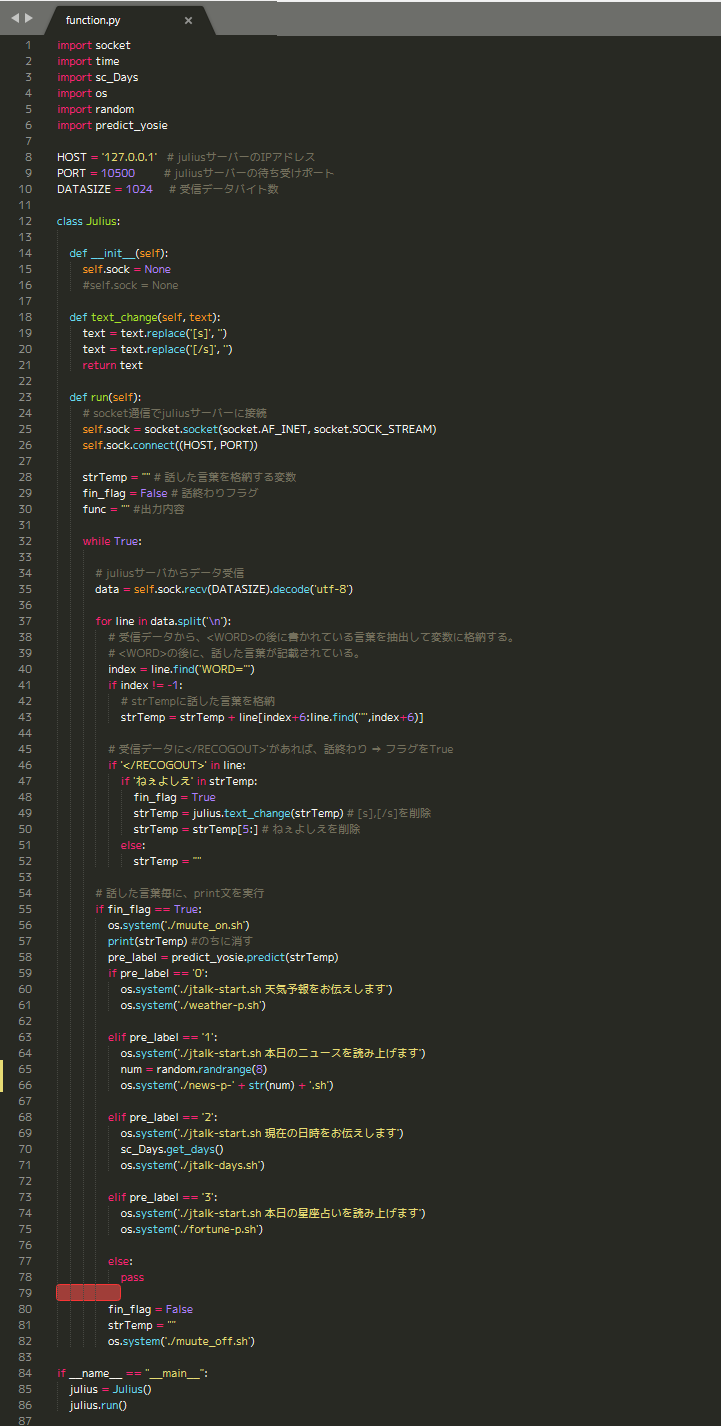 function.py
1 import socket
2 import time
3 import sc_Days
4 import os
5 import random
6 import predict_yosie
7
8 HOST = '127.0.0.1' # juliusサーバーのIPアドレス
9 PORT = 10500 # juliusサーバーの待ち受けポート
10 DATASIZE = 1024 # 受信データバイト数
11
12 class Julius:
13
14 def __init__(self):
15 self.sock = None
16 #self.sock = None
17
18 def text_change(self, text):
19 text = text.replace('[s]', '')
20 text = text.replace('[/s]', '')
21 return text
22
23 def run(self):
24 # socket通信でjuliusサーバーに接続
25 self.sock = socket.socket(socket.AF_INET, socket.SOCK_STREAM)
26 self.sock.connect((HOST, PORT))
27
28 strTemp = "" # 話した言葉を格納する変数
29 fin_flag = False # 話終わりフラグ
30 func = "" #出力内容
31
32 while True:
33
34 # juliusサーバからデータ受信
35 data = self.sock.recv(DATASIZE).decode('utf-8')
36
37 for line in data.split('\n'):
38 # 受信データから、<WORD>の後に書かれている言葉を抽出して変数に格納する。
39 # <WORD>の後に、話した言葉が記載されている。
40 index = line.find('WORD="')
41 if index != -1:
42 # strTempに話した言葉を格納
43 strTemp = strTemp + line[index+6:line.find('"',index+6)]
44
45 # 受信データに</RECOGOUT>'があれば、話終わり ⇒ フラグをTrue
46 if '</RECOGOUT>' in line:
47 if 'ねぇよしえ' in strTemp:
48 fin_flag = True
49 strTemp = julius.text_change(strTemp) # [s],[/s]を削除
50 strTemp = strTemp[5:] # ねぇよしえを削除
51 else:
52 strTemp = ""
53
54 # 話した言葉毎に、print文を実行
55 if fin_flag == True:
56 os.system('./muute_on.sh')
57 print(strTemp) #のちに消す
58 pre_label = predict_yosie.predict(strTemp)
59 if pre_label == '0':
60 os.system('./jtalk-start.sh 天気予報をお伝えします')
61 os.system('./weather-p.sh')
62
63 elif pre_label == '1':
64 os.system('./jtalk-start.sh 本日のニュースを読み上げます')
65 num = random.randrange(8)
66 os.system('./news-p-' + str(num) + '.sh')
67
68 elif pre_label == '2':
69 os.system('./jtalk-start.sh 現在の日時をお伝えします')
70 sc_Days.get_days()
71 os.system('./jtalk-days.sh')
72
73 elif pre_label == '3':
74 os.system('./jtalk-start.sh 本日の星座占いを読み上げます')
75 os.system('./fortune-p.sh')
76
77 else:
78 pass
79
80 fin_flag = False
81 strTemp = ""
82 os.system('./muute_off.sh')
83
84 if __name__ == "__main__":
85 julius = Julius()
86 julius.run()
87